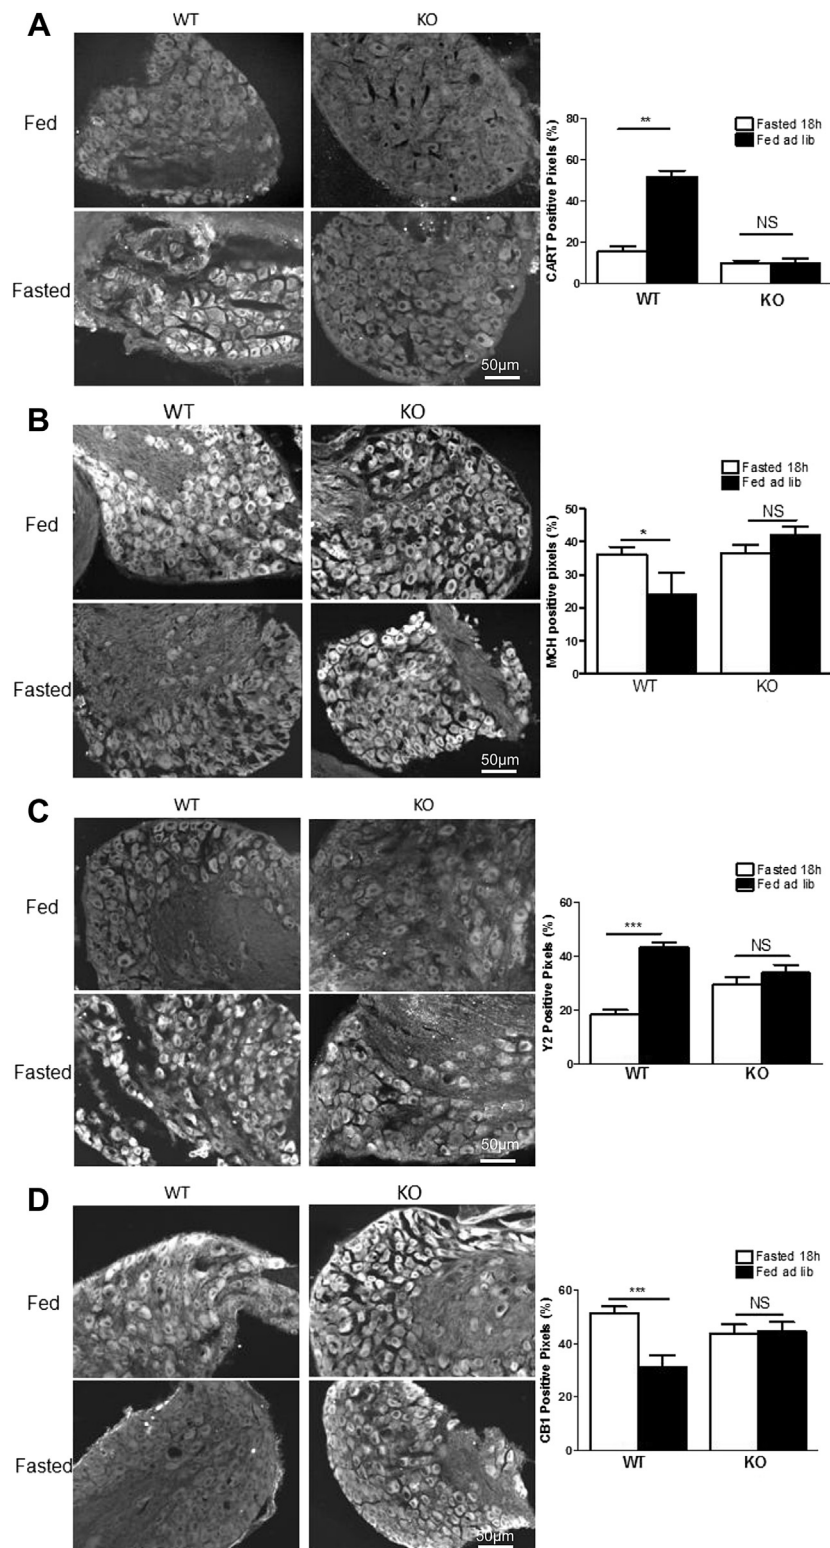 A
WT
KO
Fed
Fasted
50µm
CART Positive Pixels (%)
Fasted 18h
Fed ad lib
80
60
40
20
0
**
NS
WT
KO
B
WT
KO
Fed
Fasted
50µm
MCH positive pixels (%)
Fasted 18h
Fed ad lib
50
40
30
20
10
0
*
NS
WT
KO
C
WT
KO
Fed
Fasted
50µm
Y2 Positive Pixels (%)
Fasted 18h
Fed ad lib
60
40
20
0
***
NS
WT
KO
D
WT
KO
Fed
Fasted
50µm
CB1 Positive Pixels (%)
Fasted 18h
Fed ad lib
60
40
20
0
***
NS
WT
KO